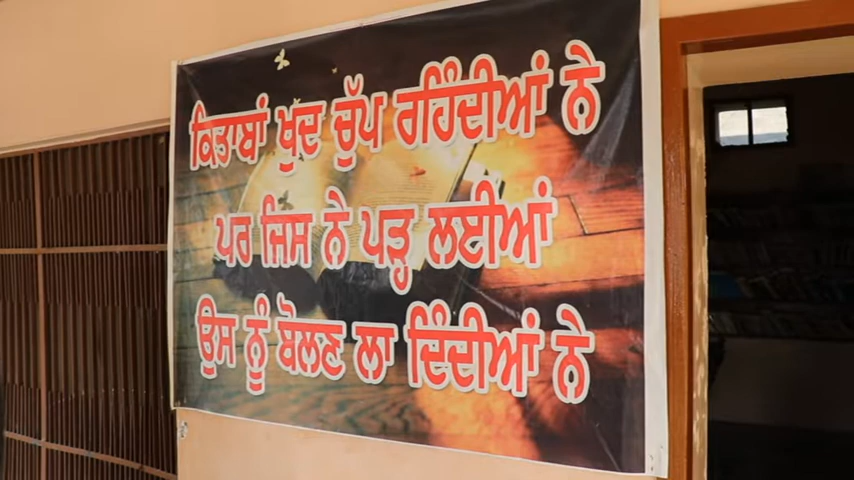 ਕਿਤਾਬਾਂ ਖੁਦ ਚੁੱਪ ਰਹਿੰਦੀਆਂ ਨੇ
ਪਰ ਜਿਸ ਨੇ ਪੜ੍ਹ ਲਈਆਂ
ਉਸ ਨੂੰ ਬੋਲਣ ਲਾ ਦਿੰਦੀਆਂ ਨੇ